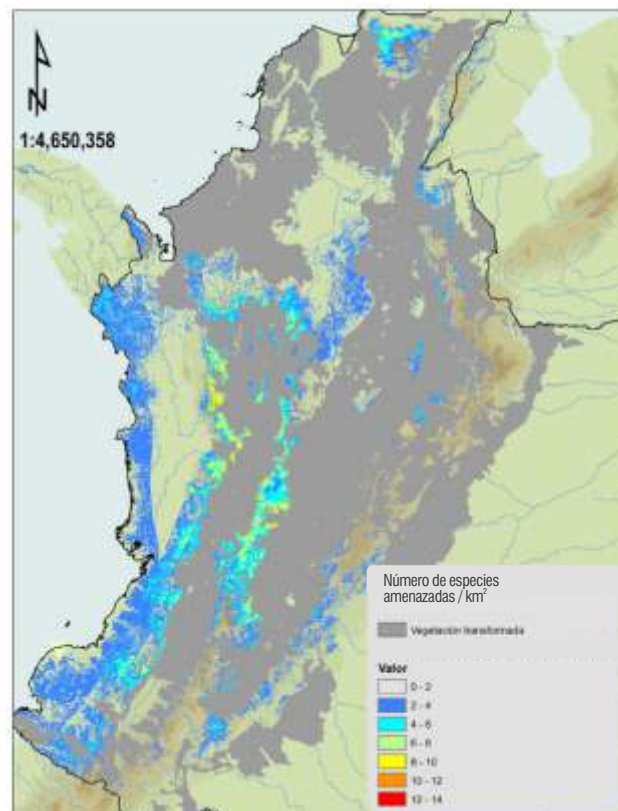 N
1:4,650,358
Número de especies
amenazadas / km²
Vegetación transformada
Valor
0 - 2
2 - 4
4 - 6
6 - 8
8 - 10
10 - 12
12 - 14